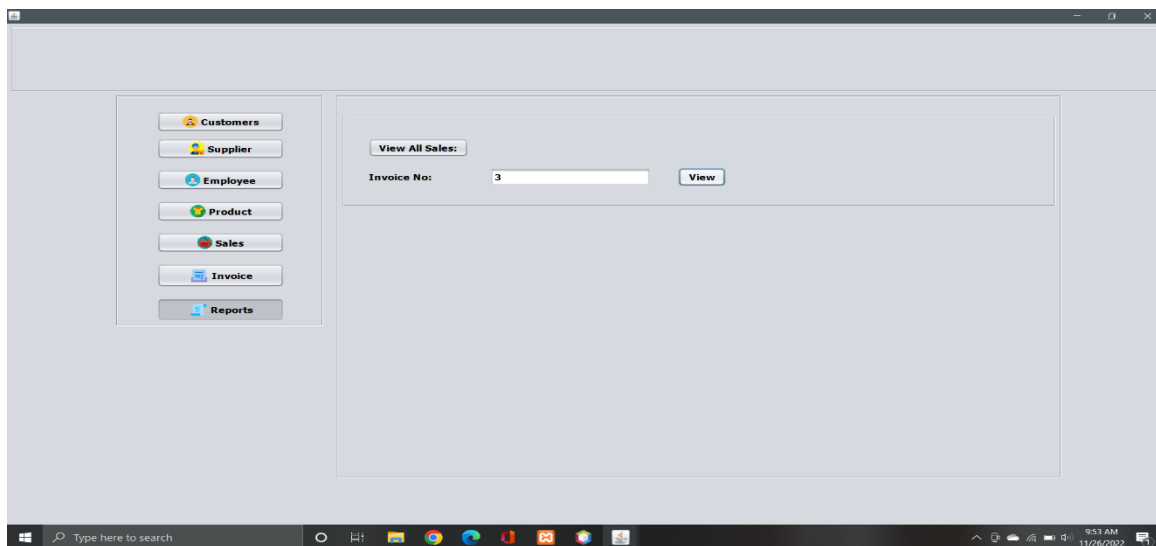 Customers
Supplier
Employee
Product
Sales
Invoice
Reports
View All Sales:
Invoice No: 3 View
Type here to search
9:53 AM
11/26/2022